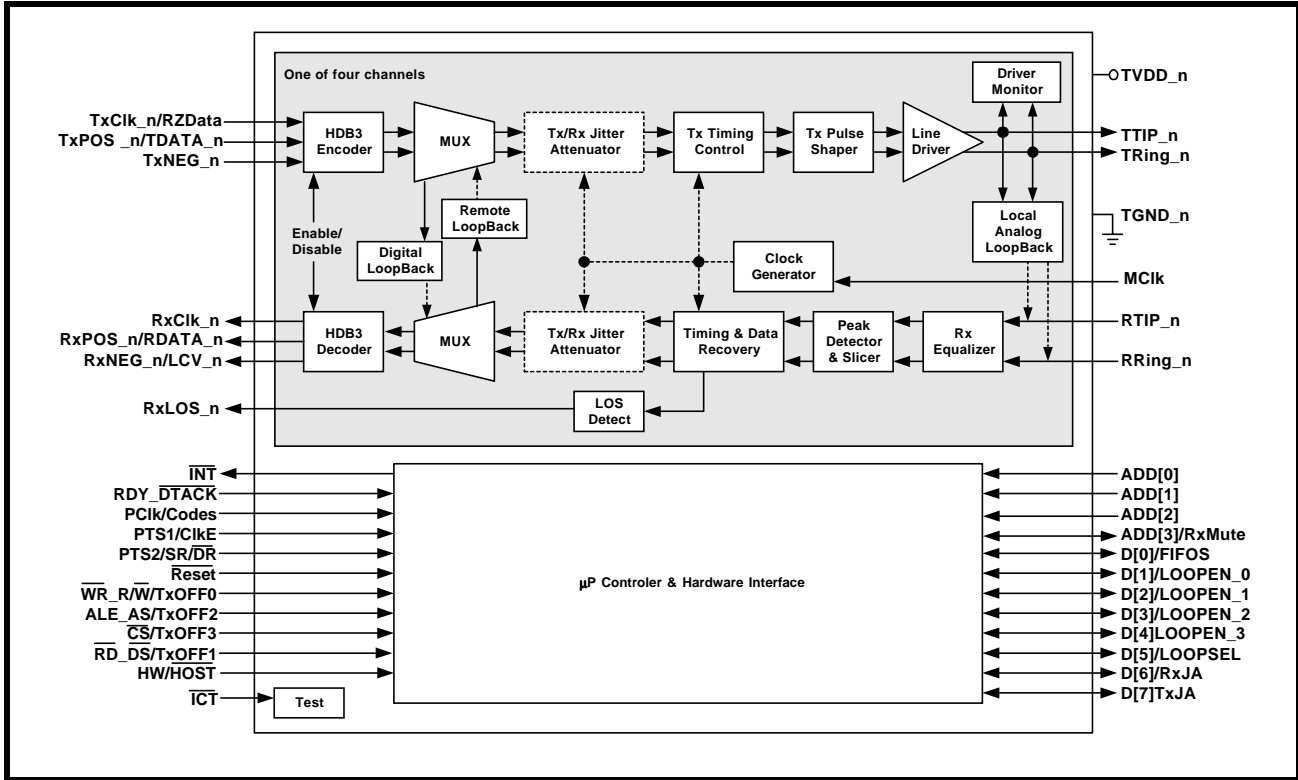 One of four channels
TxClk_n/RZData
TxPOS _n/TDATA_n
TxNEG_n
HDB3
Encoder
MUX
Tx/Rx Jitter
Attenuator
Tx Timing
Control
Tx Pulse
Shaper
Line
Driver
Driver
Monitor
TVDD_n
TTIP_n
TRing_n
TGND_n
Enable/
Disable
Digital
LoopBack
Remote
LoopBack
Clock
Generator
Local
Analog
LoopBack
MClk
RxClk_n
RxPOS_n/RDATA_n
RxNEG_n/LCV_n
HDB3
Decoder
MUX
Tx/Rx Jitter
Attenuator
Timing & Data
Recovery
Peak
Detector
& Slicer
Rx
Equalizer
RTIP_n
RRing_n
RxLOS_n
LOS
Detect
INT
RDY_DTACK
PClk/Codes
PTS1/ClkE
PTS2/SR/DR
Reset
WR_R/W/TxOFF0
ALE_AS/TxOFF2
CS/TxOFF3
RD_DS/TxOFF1
HW/HOST
ICT
Test
μP Controler & Hardware Interface
ADD[0]
ADD[1]
ADD[2]
ADD[3]/RxMute
D[0]/FIFOS
D[1]/LOOPEN_0
D[2]/LOOPEN_1
D[3]/LOOPEN_2
D[4]LOOPEN_3
D[5]/LOOPSEL
D[6]/RxJA
D[7]TxJA